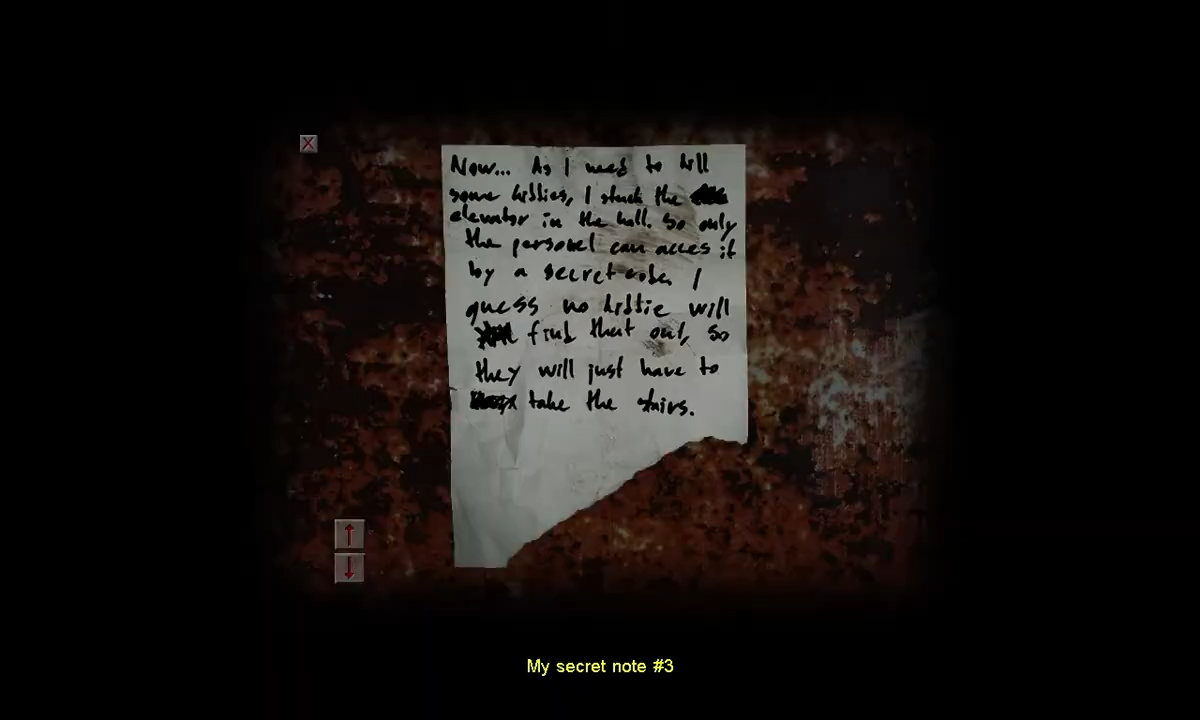 Now... As I need to kill
some kiddies, I stuck the
elevator in the hall. So only
the personel can acces it
by a secret code, I
guess no kiddie will
find that out, so
they will just have to
take the stairs.
My secret note #3